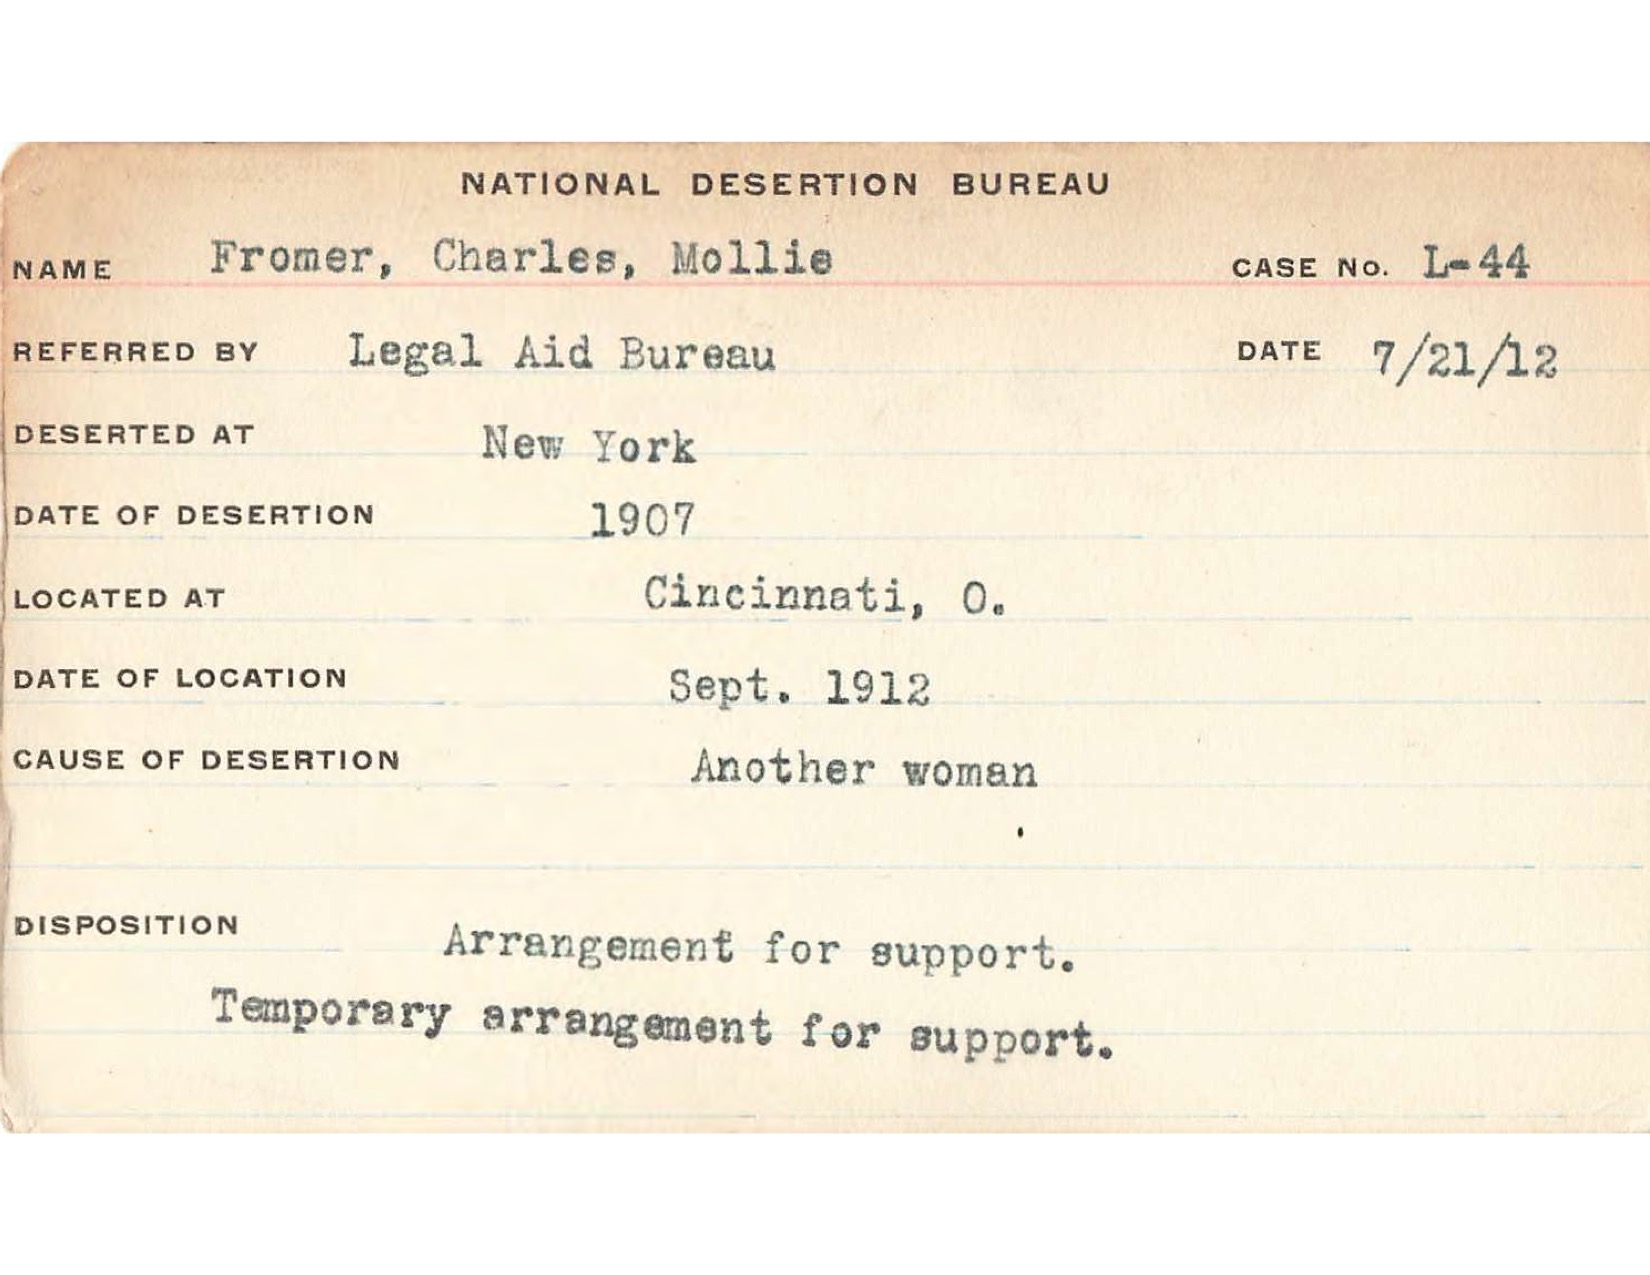 NATIONAL DESERTION BUREAU
NAME Fromer, Charles, Mollie CASE No. L-44
REFERRED BY Legal Aid Bureau DATE 7/21/12
DESERTED AT New York
DATE OF DESERTION 1907
LOCATED AT Cincinnati, O.
DATE OF LOCATION Sept. 1912
CAUSE OF DESERTION Another woman
DISPOSITION Arrangement for support.
Temporary arrangement for support.